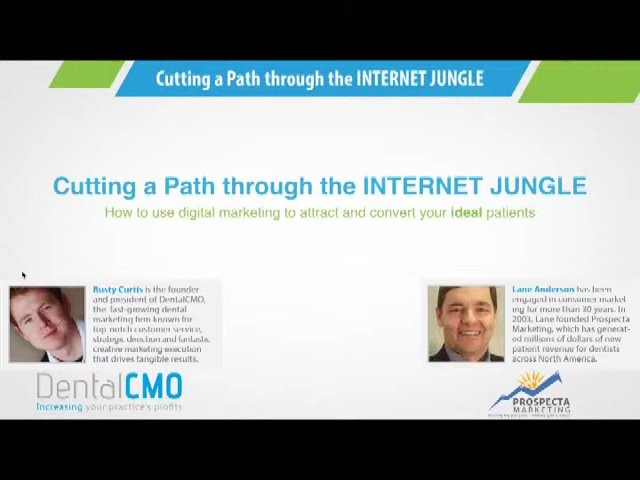 Cutting a Path through the INTERNET JUNGLE
Cutting a Path through the INTERNET JUNGLE
How to use digital marketing to attract and convert your ideal patients
Rusty Curtis is the founder
and president of DentalCMO,
the fast-growing dental
marketing firm known for
top-notch customer service,
strategic direction and fantastic
creative marketing execution
that drives tangible results.
Lane Anderson has been
engaged in consumer market-
ing for more than 30 years. In
2003, Lane founded Prospecta
Marketing, which has generat-
ed millions of dollars of new
patient revenue for dentists
across North America.
DentalCMO
Increasing your practice's profits
PROSPECTA
MARKETING